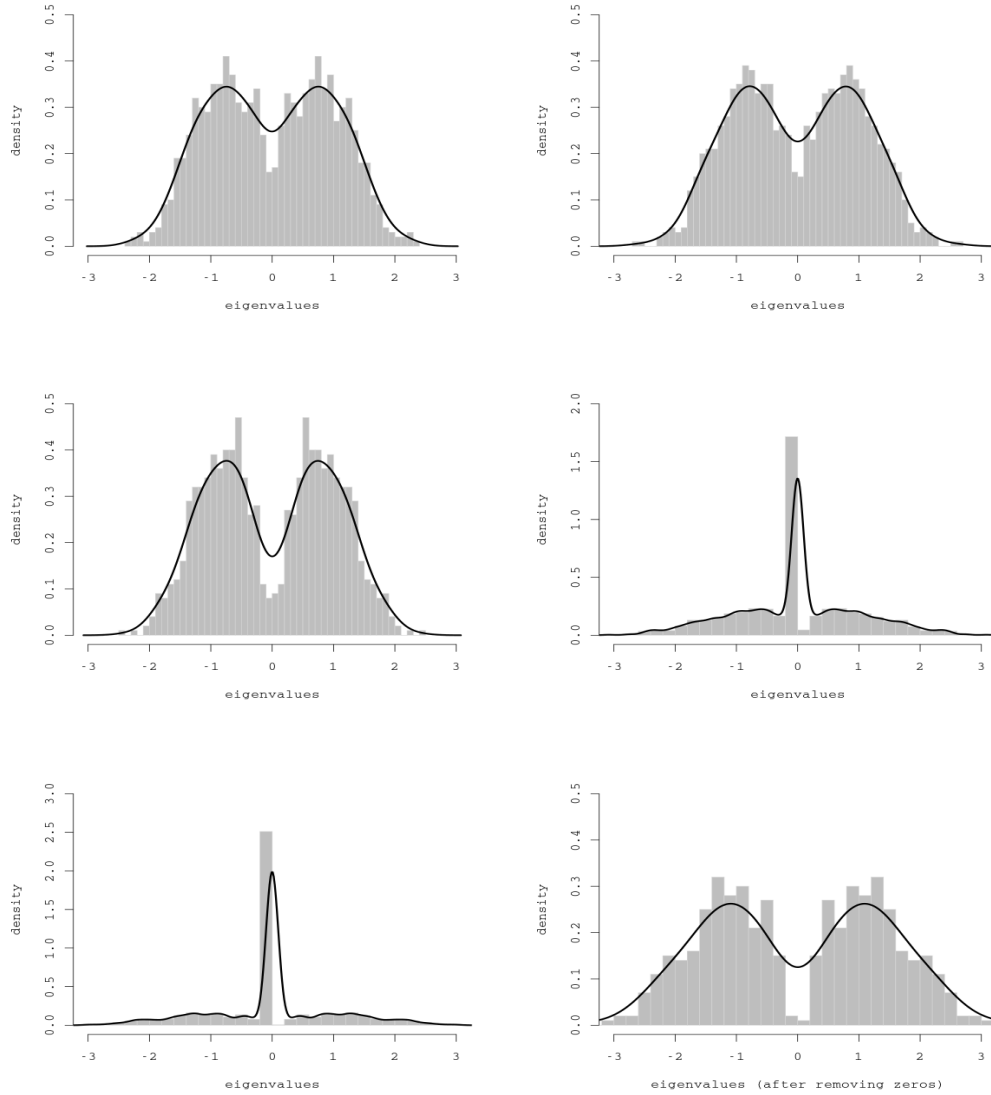 density
0.0 0.1 0.2 0.3 0.4 0.5
-3 -2 -1 0 1 2 3
eigenvalues
density
0.0 0.1 0.2 0.3 0.4 0.5
-3 -2 -1 0 1 2 3
eigenvalues
density
0.0 0.1 0.2 0.3 0.4 0.5
-3 -2 -1 0 1 2 3
eigenvalues
density
0.0 0.5 1.0 1.5 2.0
-3 -2 -1 0 1 2 3
eigenvalues
density
0.0 0.5 1.0 1.5 2.0 2.5 3.0
-3 -2 -1 0 1 2 3
eigenvalues
density
0.0 0.1 0.2 0.3 0.4 0.5
-3 -2 -1 0 1 2 3
eigenvalues (after removing zeros)